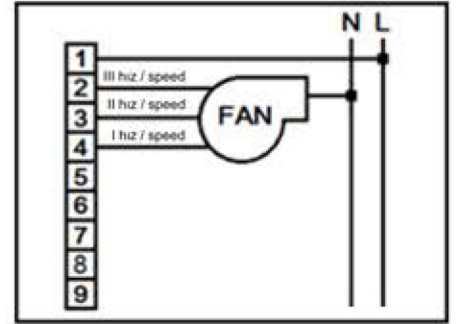 N L
1
2 III hız / speed
3 II hız / speed
4 I hız / speed
FAN
5
6
7
8
9